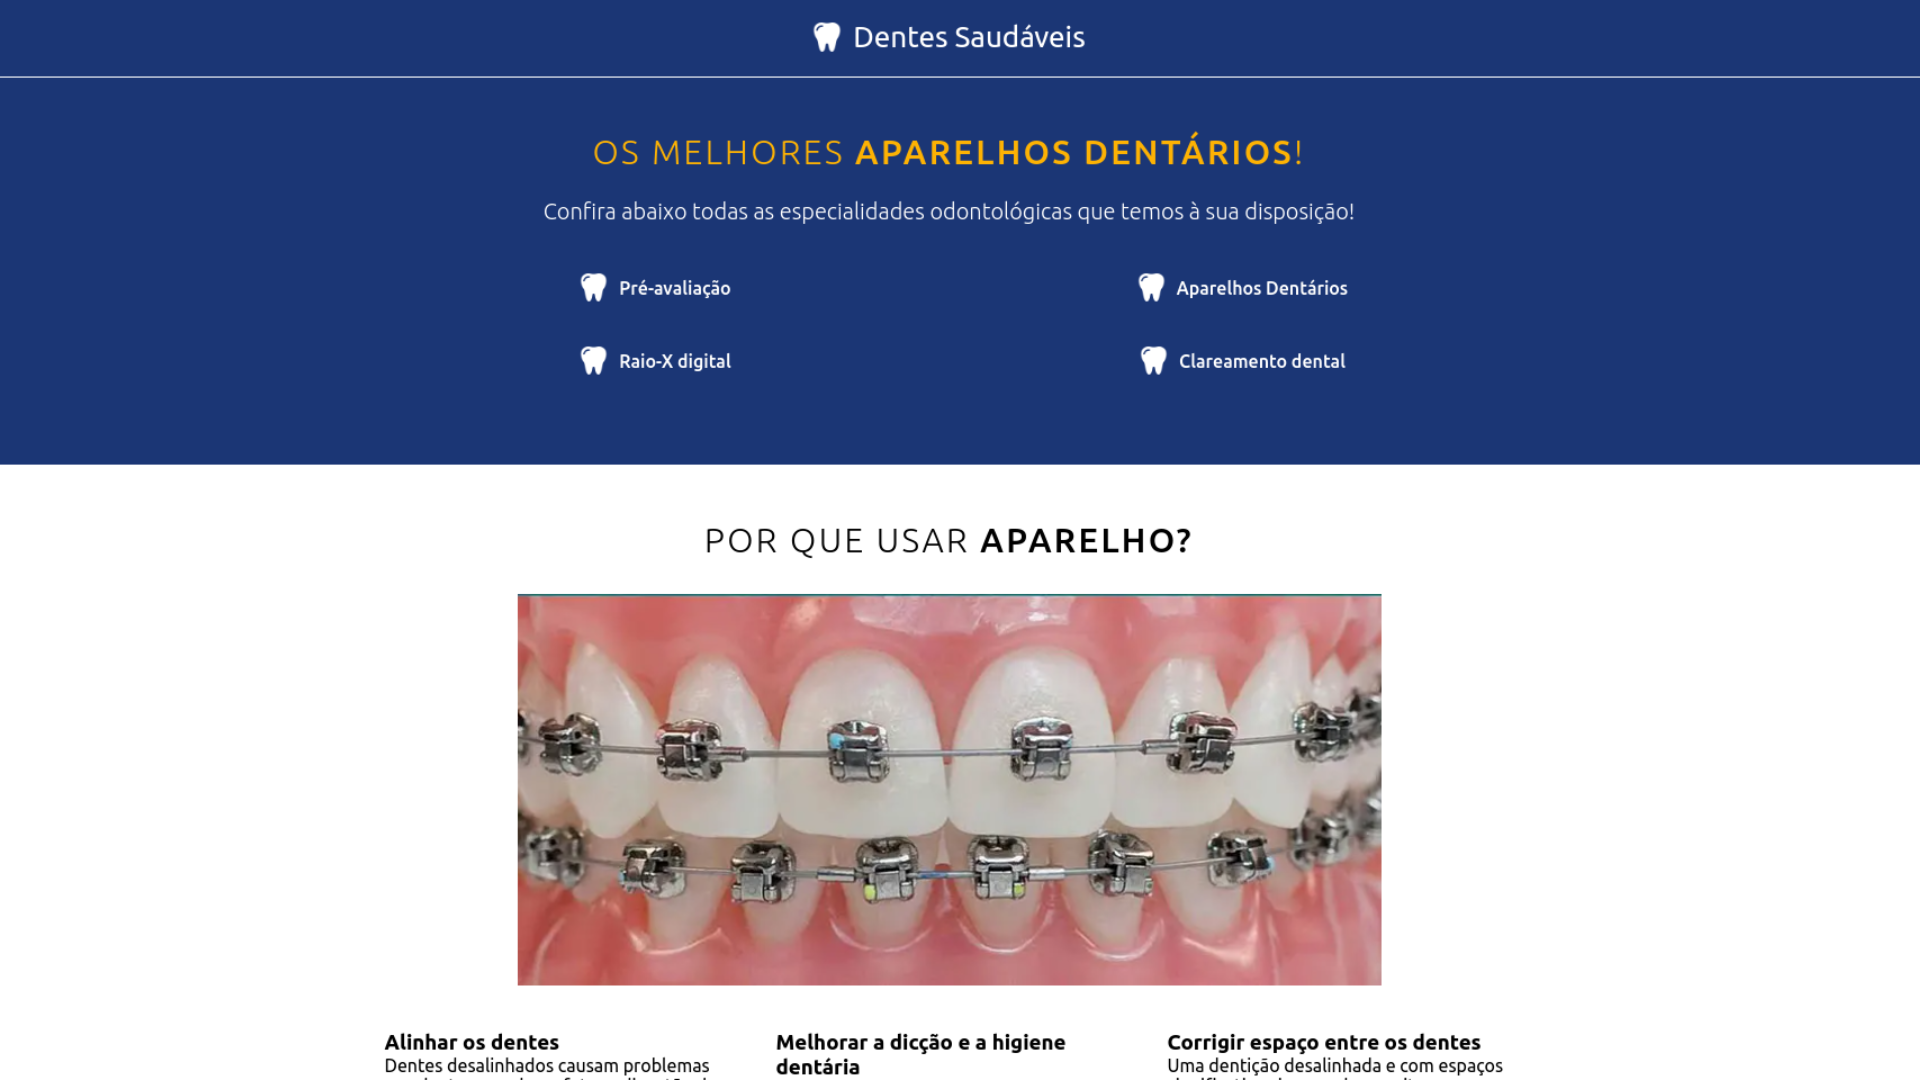 Dentes Saudáveis
OS MELHORES APARELHOS DENTÁRIOS!
Confira abaixo todas as especialidades odontológicas que temos à sua disposição!
Pré-avaliação
Aparelhos Dentários
Raio-X digital
Clareamento dental
POR QUE USAR APARELHO?
Alinhar os dentes
Dentes desalinhados causam problemas
Melhorar a dicção e a higiene
dentária
Corrigir espaço entre os dentes
Uma dentição desalinhada e com espaços